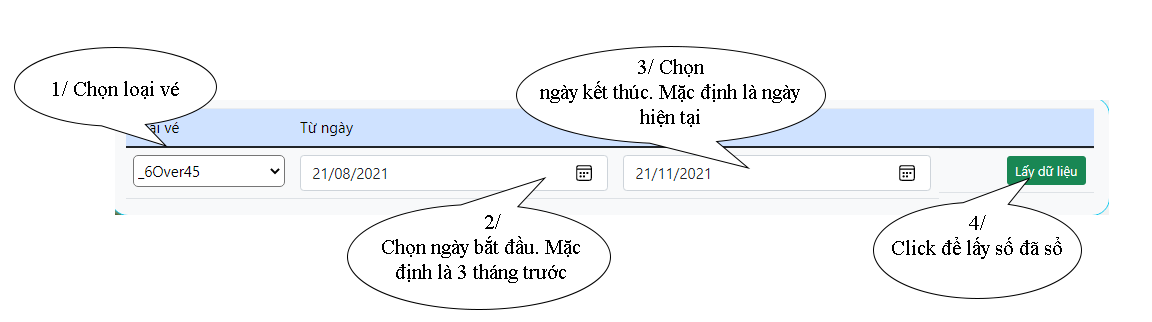 1/ Chọn loại vé
3/ Chọn
ngày kết thúc. Mặc định là ngày
hiện tại
vé
Từ ngày
_6Over45
21/08/2021
21/11/2021
Lấy dữ liệu
2/
Chọn ngày bắt đầu. Mặc
định là 3 tháng trước
4/
Click để lấy số đã sổ